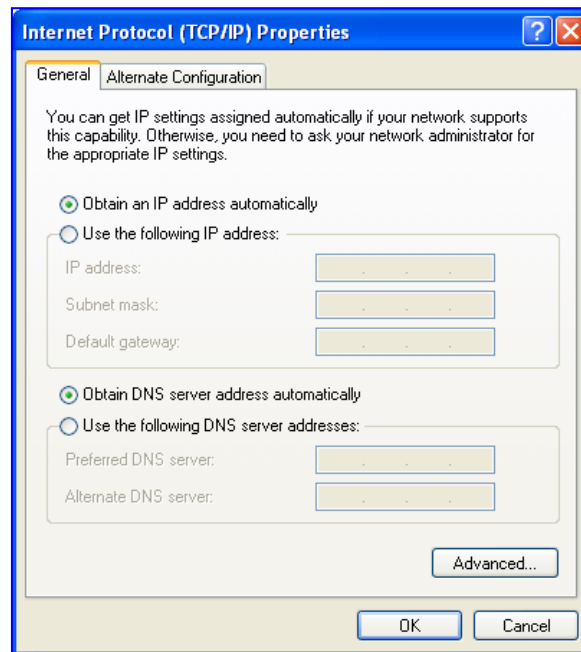 Internet Protocol (TCP/IP) Properties
General
Alternate Configuration
You can get IP settings assigned automatically if your network supports
this capability. Otherwise, you need to ask your network administrator for
the appropriate IP settings.
Obtain an IP address automatically
Use the following IP address:
IP address:
Subnet mask:
Default gateway:
Obtain DNS server address automatically
Use the following DNS server addresses:
Preferred DNS server:
Alternate DNS server:
Advanced...
OK
Cancel